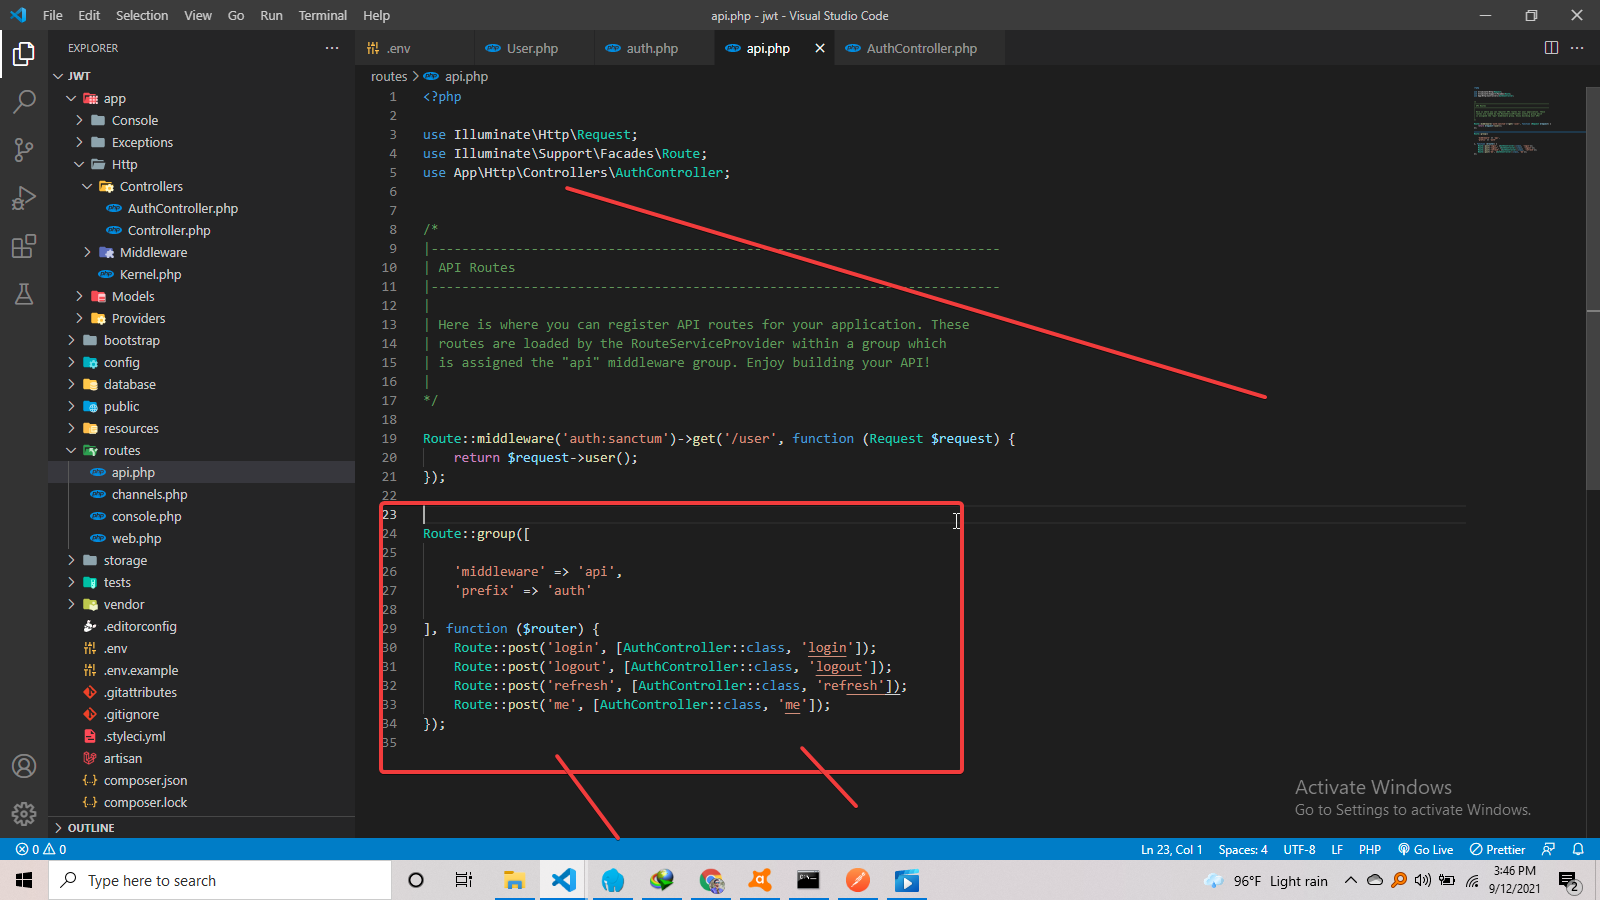 File Edit Selection View Go Run Terminal Help
api.php - jwt - Visual Studio Code
EXPLORER
JWT
app
Console
Exceptions
Http
Controllers
AuthController.php
Controller.php
Middleware
Kernel.php
Models
Providers
bootstrap
config
database
public
resources
routes
api.php
channels.php
console.php
web.php
storage
tests
vendor
.editorconfig
.env
.env.example
.gitattributes
.gitignore
.styleci.yml
artisan
composer.json
composer.lock
OUTLINE
.env User.php auth.php api.php AuthController.php
routes > api.php
1 <?php
2
3 use Illuminate\Http\Request;
4 use Illuminate\Support\Facades\Route;
5 use App\Http\Controllers\AuthController;
6
7
8 /*
9 |--------------------------------------------------------------------------
10 | API Routes
11 |--------------------------------------------------------------------------
12 |
13 | Here is where you can register API routes for your application. These
14 | routes are loaded by the RouteServiceProvider within a group which
15 | is assigned the "api" middleware group. Enjoy building your API!
16 |
17 */
18
19 Route::middleware('auth:sanctum')->get('/user', function (Request $request) {
20 return $request->user();
21 });
22
23
24 Route::group([
25
26 'middleware' => 'api',
27 'prefix' => 'auth'
28
29 ], function ($router) {
30 Route::post('login', [AuthController::class, 'login']);
31 Route::post('logout', [AuthController::class, 'logout']);
32 Route::post('refresh', [AuthController::class, 'refresh']);
33 Route::post('me', [AuthController::class, 'me']);
34 });
35
Activate Windows
Go to Settings to activate Windows.
0 0 Ln 23, Col 1 Spaces: 4 UTF-8 LF PHP Go Live Prettier
Type here to search
96°F Light rain
3:46 PM
9/12/2021
2